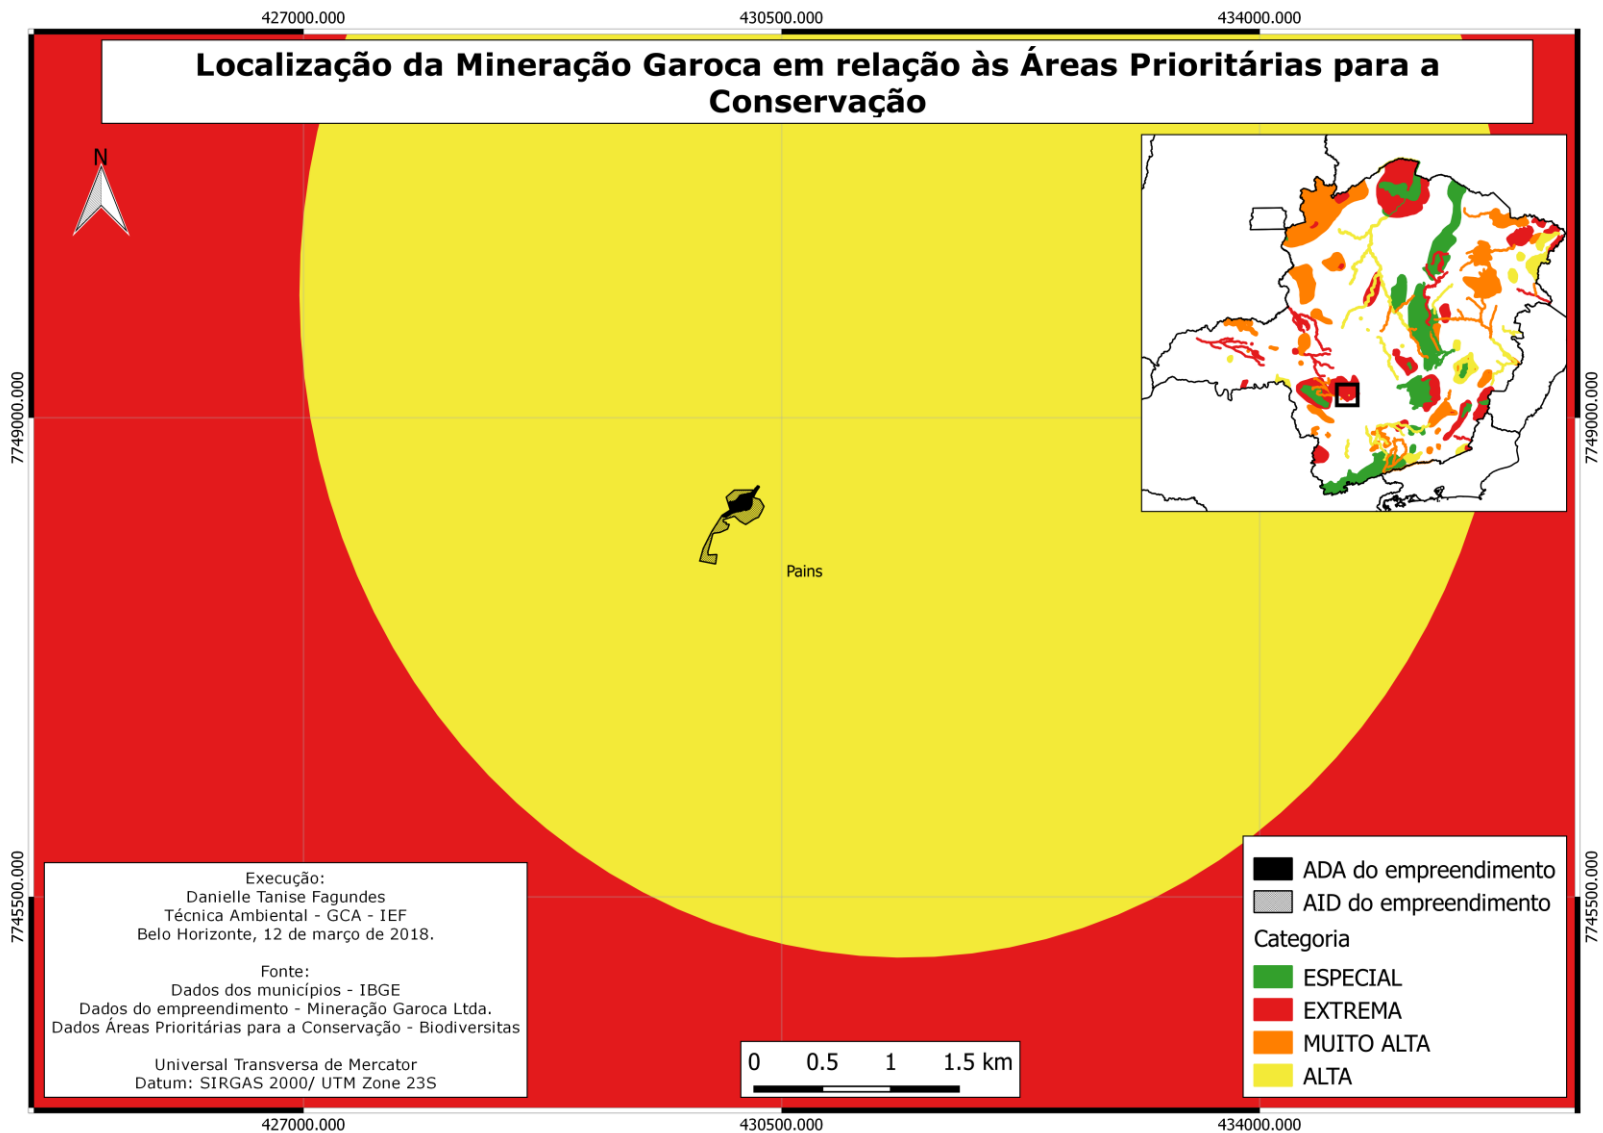 427000.000 430500.000 434000.000
Localização da Mineração Garoca em relação às Áreas Prioritárias para a
Conservação
N
7749000.000 7749000.000
Pains
7745500.000 7745500.000
Execução:
Danielle Tanise Fagundes
Técnica Ambiental - GCA - IEF
Belo Horizonte, 12 de março de 2018.
Fonte:
Dados dos municípios - IBGE
Dados do empreendimento - Mineração Garoca Ltda.
Dados Áreas Prioritárias para a Conservação - Biodiversitas
Universal Transversa de Mercator
Datum: SIRGAS 2000/ UTM Zone 23S
0 0.5 1 1.5 km
ADA do empreendimento
AID do empreendimento
Categoria
ESPECIAL
EXTREMA
MUITO ALTA
ALTA
427000.000 430500.000 434000.000